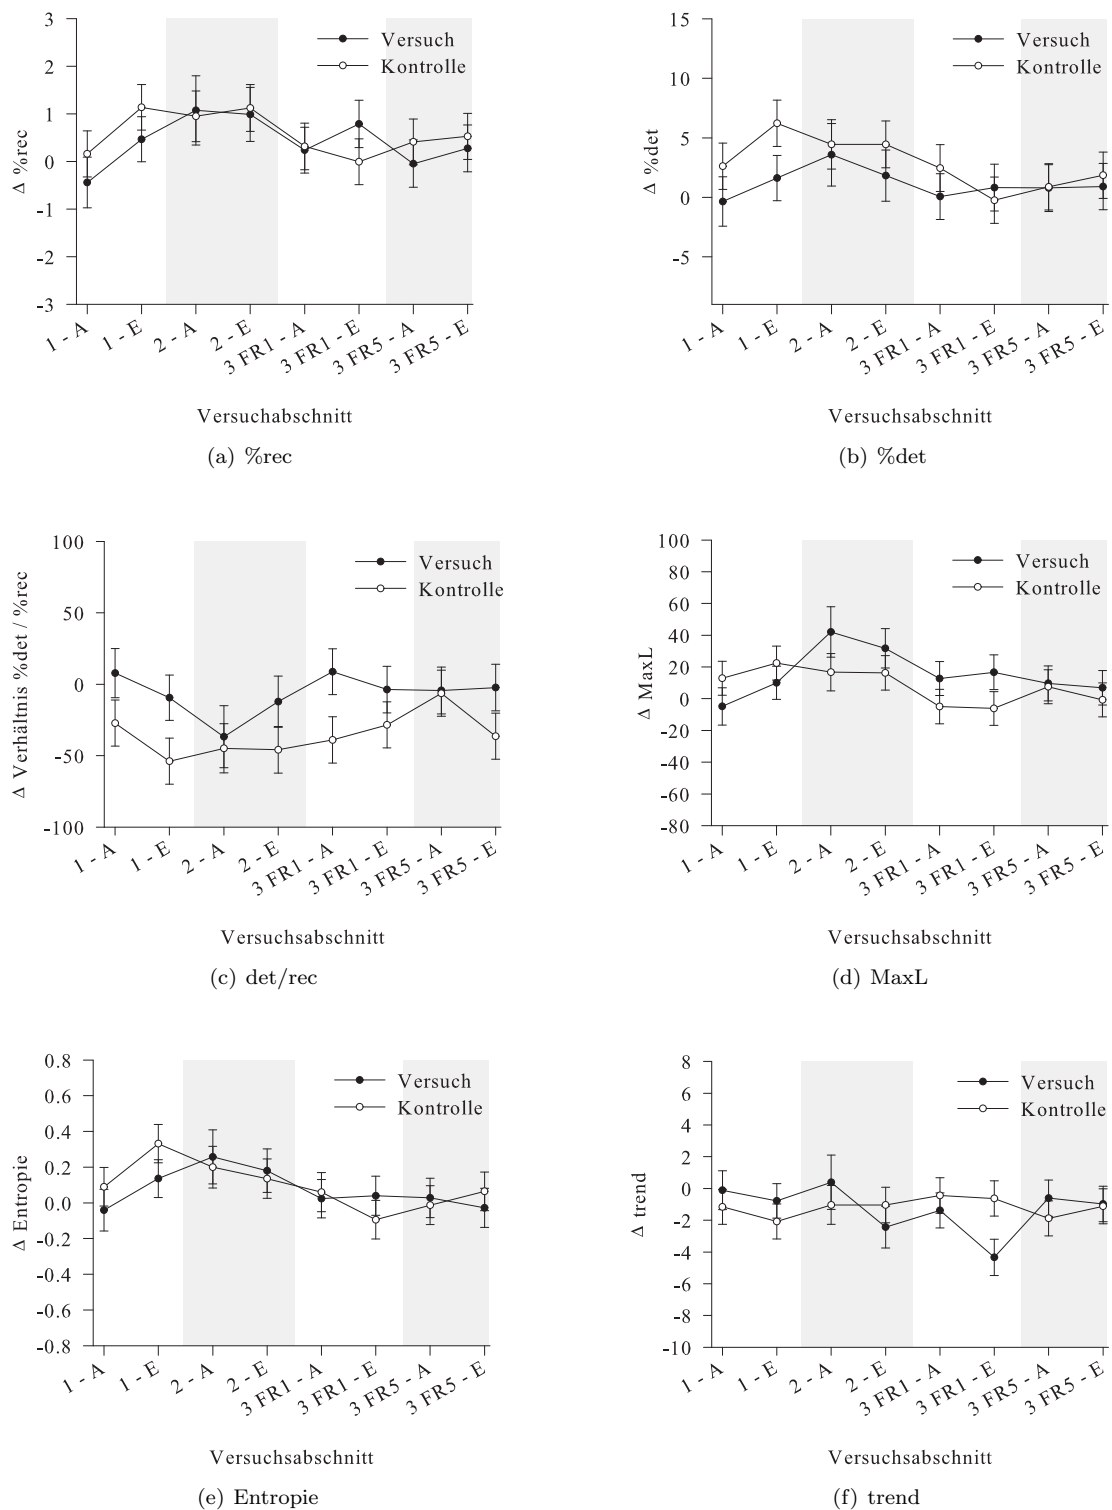 3
2
1
0
-1
-2
-3
Δ %rec
Versuch
Kontrolle
1 - A
1 - E
2 - A
2 - E
3 FR1 - A
3 FR1 - E
3 FR5 - A
3 FR5 - E
Versuchabschnitt
(a) %rec
15
10
5
0
-5
Δ %det
Versuch
Kontrolle
1 - A
1 - E
2 - A
2 - E
3 FR1 - A
3 FR1 - E
3 FR5 - A
3 FR5 - E
Versuchsabschnitt
(b) %det
100
50
0
-50
-100
Δ Verhältnis %det / %rec
Versuch
Kontrolle
1 - A
1 - E
2 - A
2 - E
3 FR1 - A
3 FR1 - E
3 FR5 - A
3 FR5 - E
Versuchsabschnitt
(c) det/rec
100
80
60
40
20
0
-20
-40
-60
-80
Δ MaxL
Versuch
Kontrolle
1 - A
1 - E
2 - A
2 - E
3 FR1 - A
3 FR1 - E
3 FR5 - A
3 FR5 - E
Versuchsabschnitt
(d) MaxL
0.8
0.6
0.4
0.2
0.0
-0.2
-0.4
-0.6
-0.8
Δ Entropie
Versuch
Kontrolle
1 - A
1 - E
2 - A
2 - E
3 FR1 - A
3 FR1 - E
3 FR5 - A
3 FR5 - E
Versuchsabschnitt
(e) Entropie
8
6
4
2
0
-2
-4
-6
-8
-10
Δ trend
Versuch
Kontrolle
1 - A
1 - E
2 - A
2 - E
3 FR1 - A
3 FR1 - E
3 FR5 - A
3 FR5 - E
Versuchsabschnitt
(f) trend